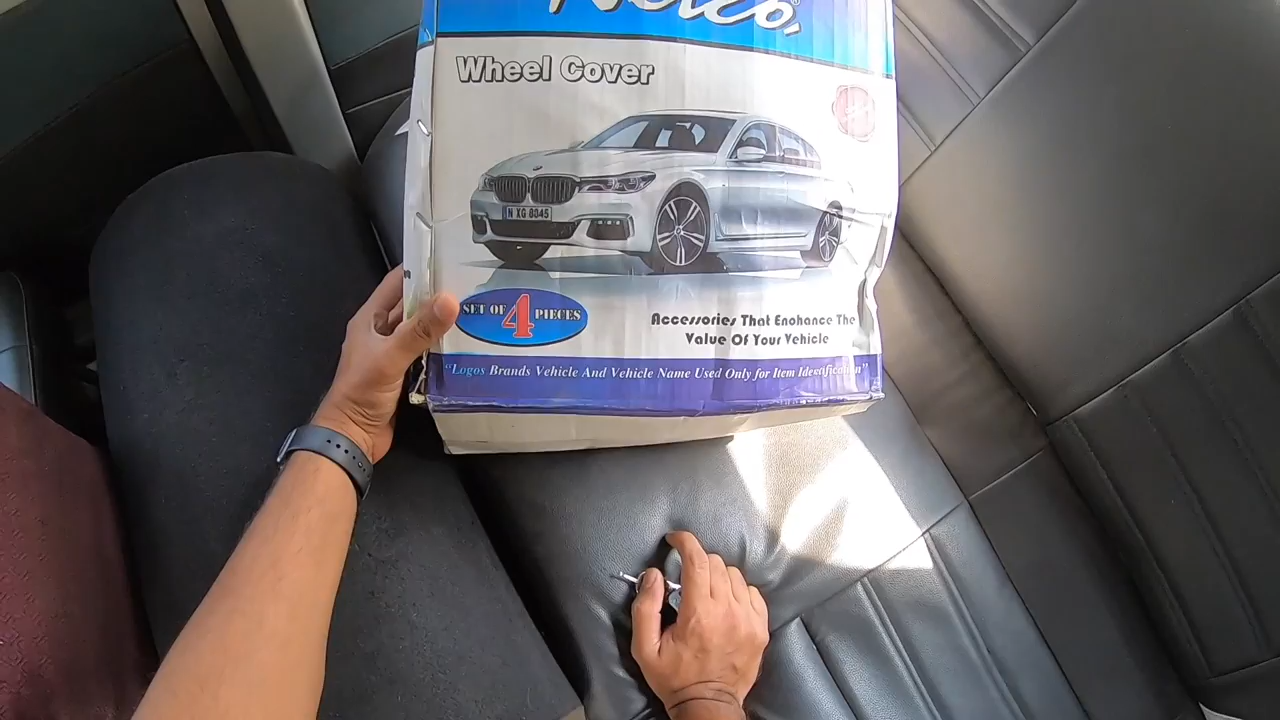 Wheel Cover
N XG 8045
SET OF 4 PIECES
Accessories That Enohance The
Value Of Your Vehicle
"Logos Brands Vehicle And Vehicle Name Used Only for Item Identification"